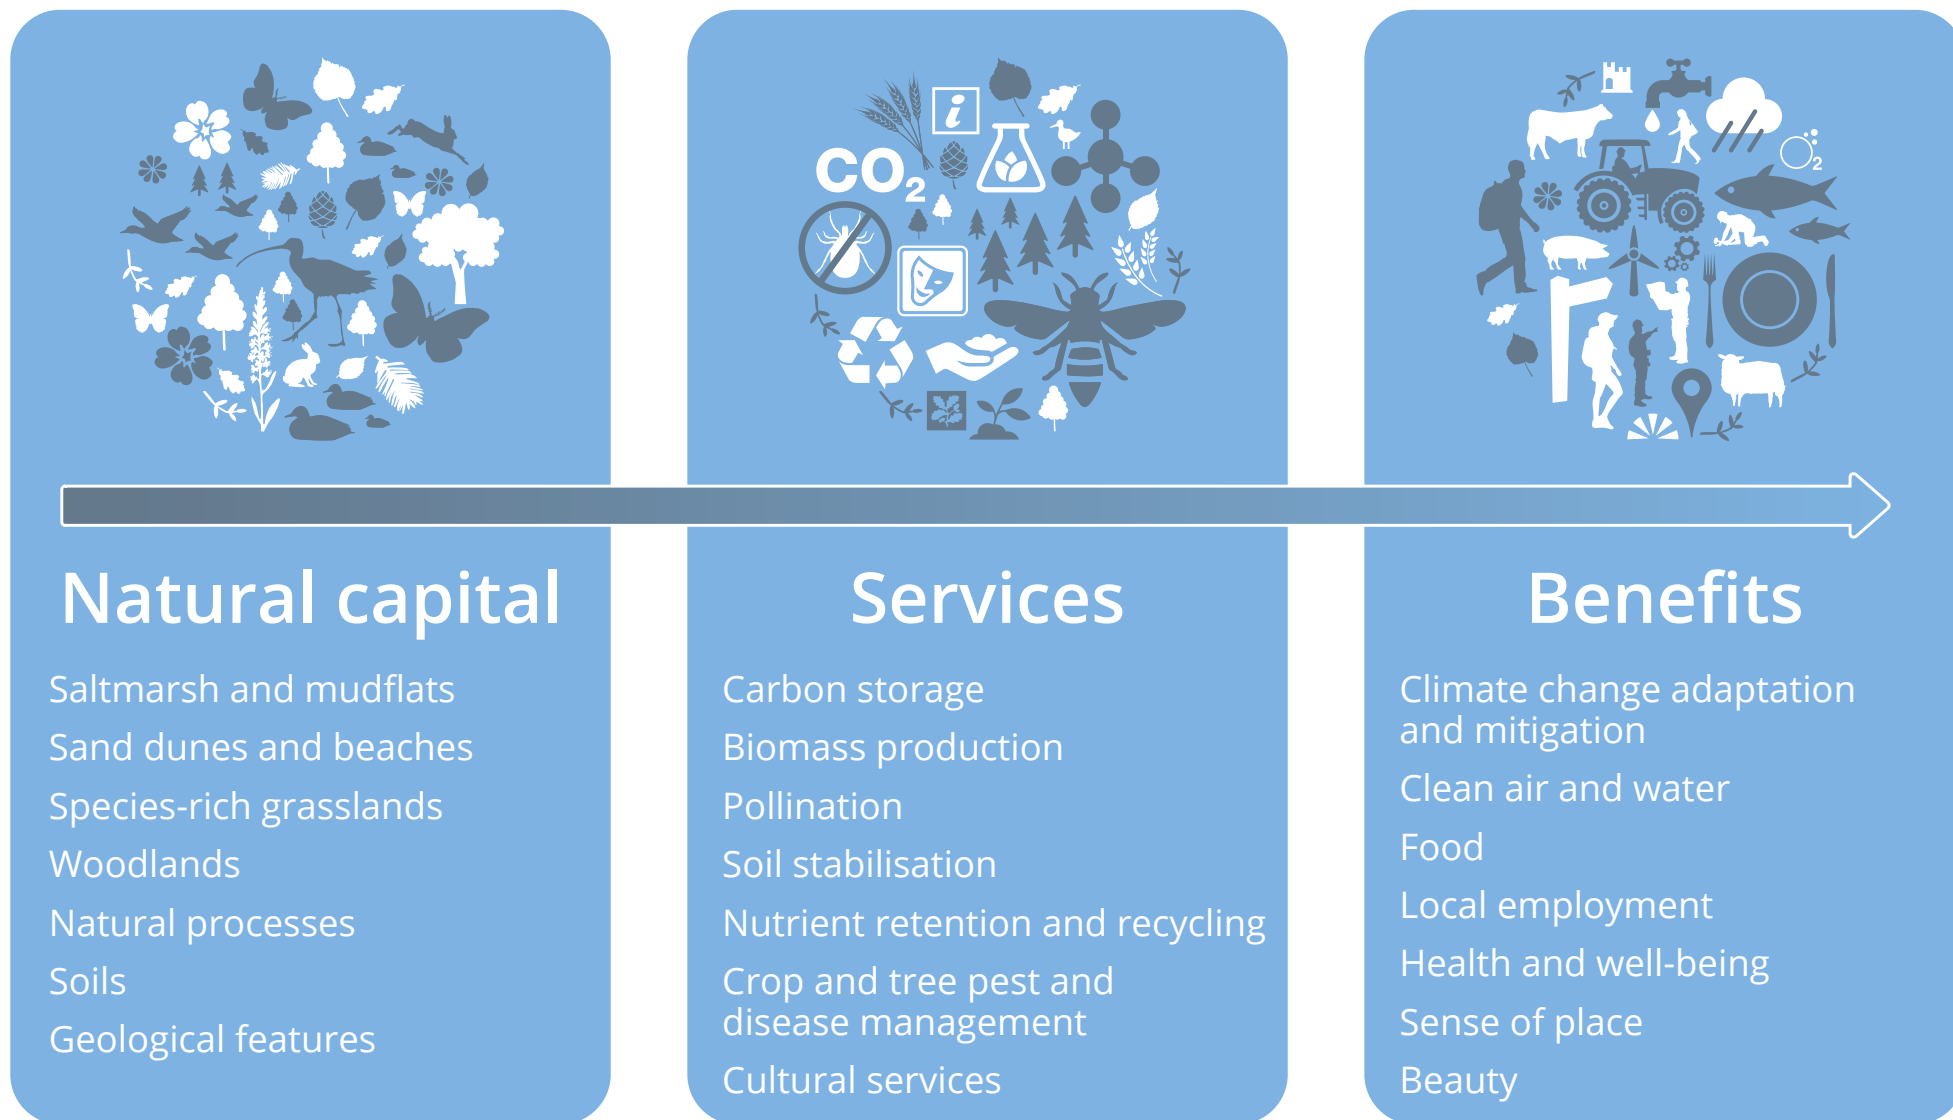 i
CO2
2
Natural capital
Saltmarsh and mudflats
Sand dunes and beaches
Species-rich grasslands
Woodlands
Natural processes
Soils
Geological features
Services
Carbon storage
Biomass production
Pollination
Soil stabilisation
Nutrient retention and recycling
Crop and tree pest and
disease management
Cultural services
Benefits
Climate change adaptation
and mitigation
Clean air and water
Food
Local employment
Health and well-being
Sense of place
Beauty